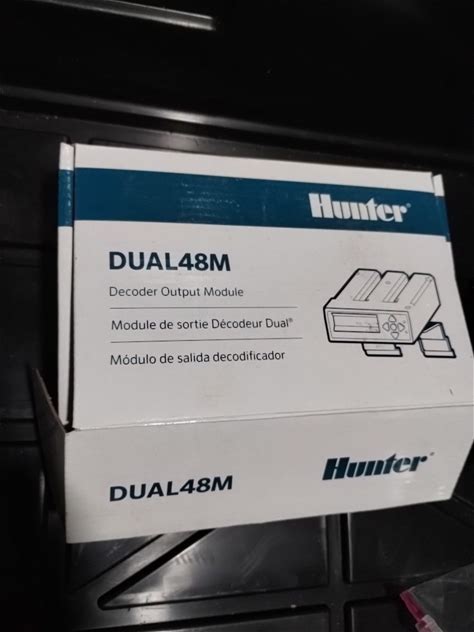 Hunter®
DUAL48M
Decoder Output Module
Module de sortie Décodeur Dual®
Módulo de salida decodificador
DUAL48M
Hunter®